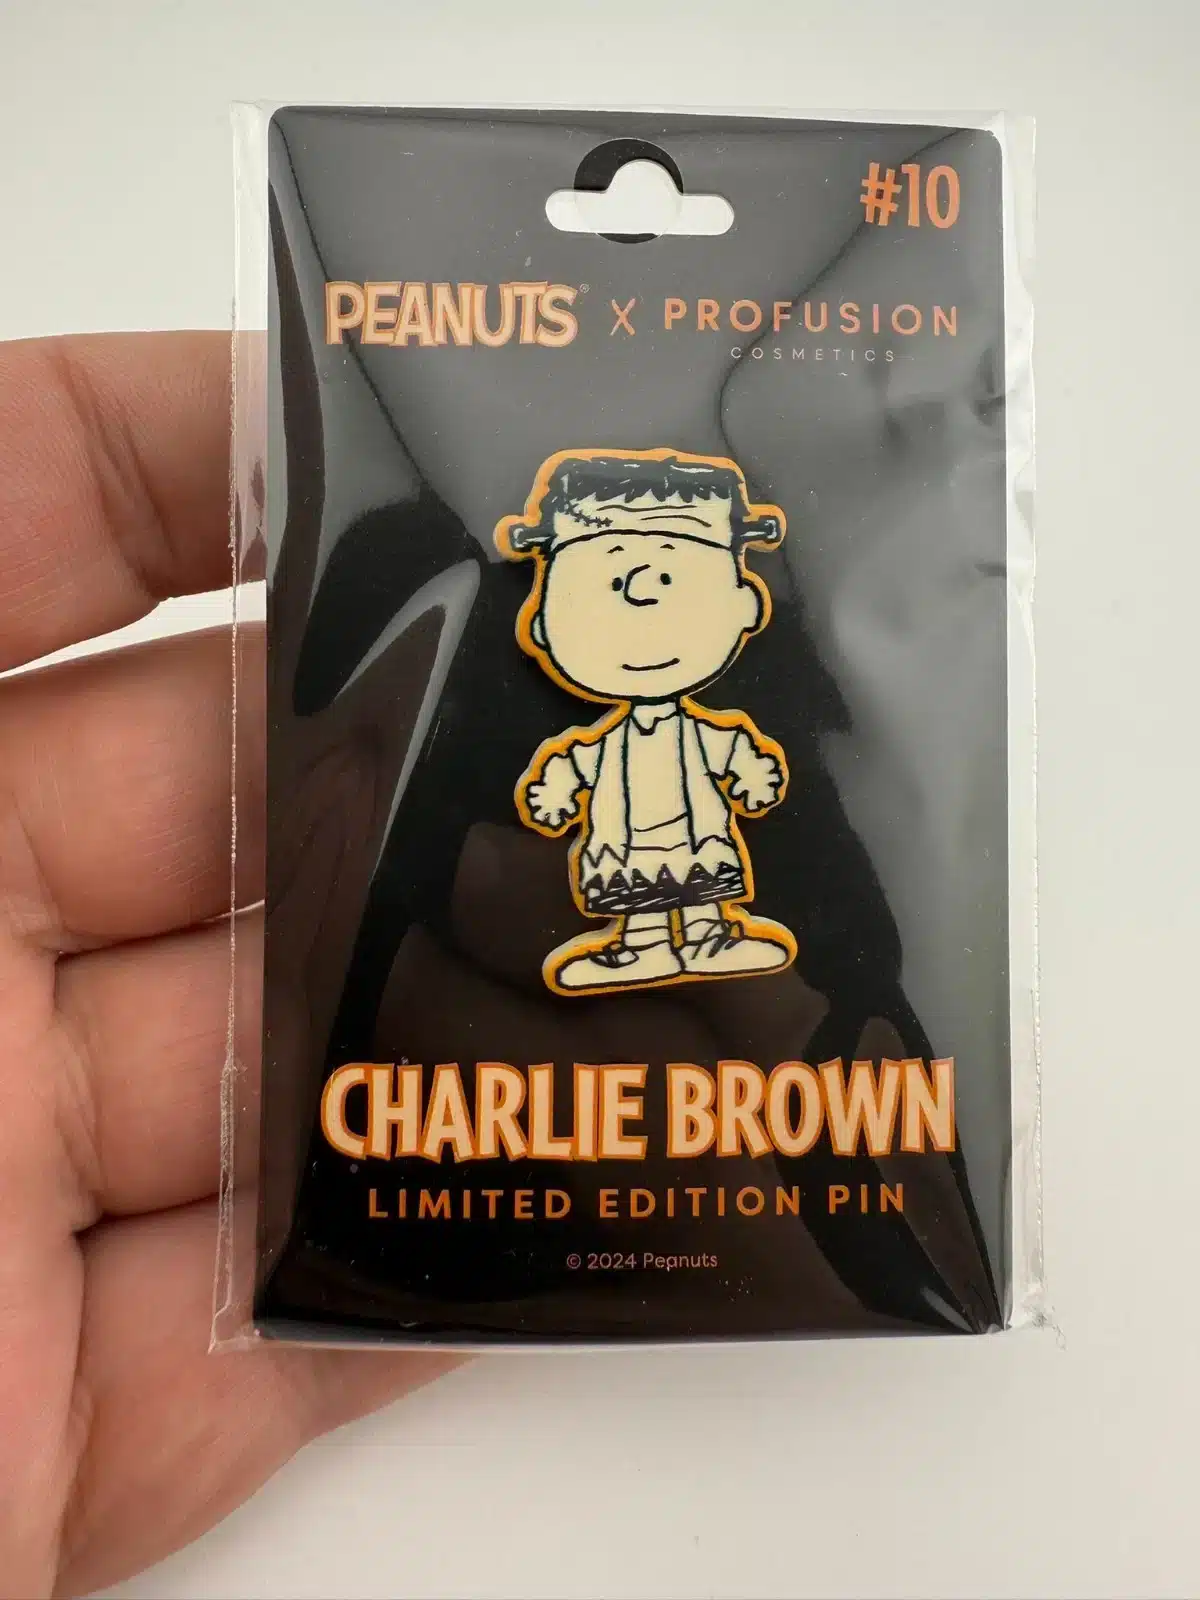 #10
PEANUTS® X PROFUSION
COSMETICS
CHARLIE BROWN
LIMITED EDITION PIN
© 2024 Peanuts